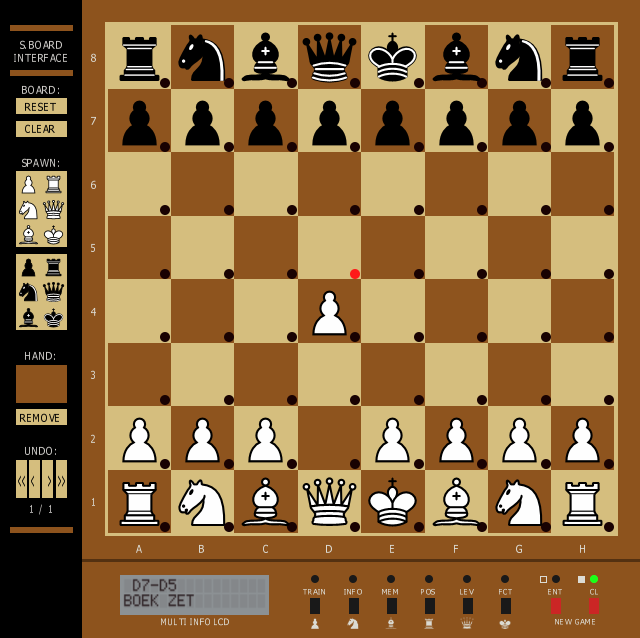 S.BOARD
INTERFACE
BOARD:
RESET
CLEAR
SPAWN:
HAND:
REMOVE
UNDO:
1 / 1
8
7
6
5
4
3
2
1
A B C D E F G H
D7-D5
BOEK ZET
MULTI INFO LCD
TRAIN INFO MEM POS LEV FCT ENT CL
NEW GAME